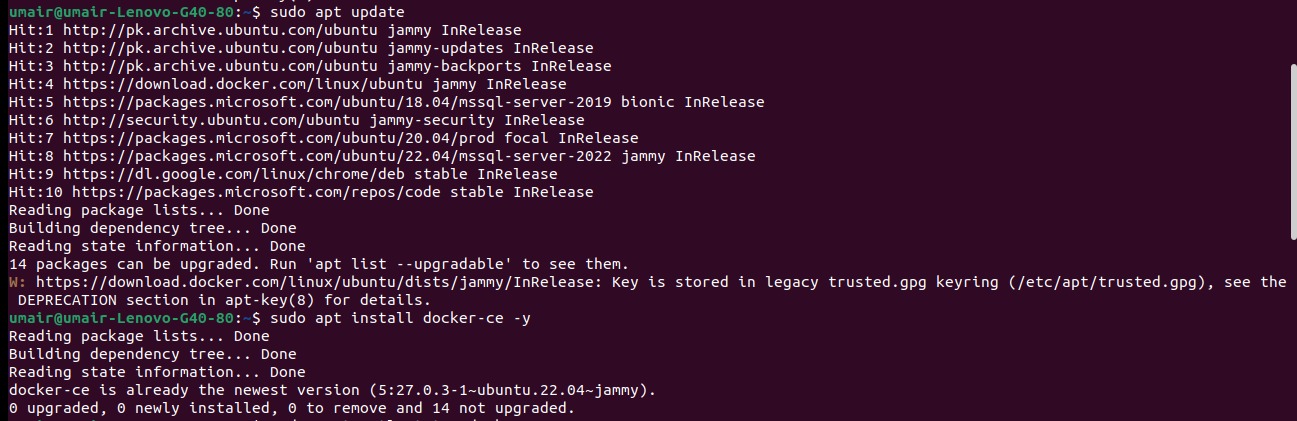 umair@umair-Lenovo-G40-80:~$ sudo apt update
Hit:1 http://pk.archive.ubuntu.com/ubuntu jammy InRelease
Hit:2 http://pk.archive.ubuntu.com/ubuntu jammy-updates InRelease
Hit:3 http://pk.archive.ubuntu.com/ubuntu jammy-backports InRelease
Hit:4 https://download.docker.com/linux/ubuntu jammy InRelease
Hit:5 https://packages.microsoft.com/ubuntu/18.04/mssql-server-2019 bionic InRelease
Hit:6 http://security.ubuntu.com/ubuntu jammy-security InRelease
Hit:7 https://packages.microsoft.com/ubuntu/20.04/prod focal InRelease
Hit:8 https://packages.microsoft.com/ubuntu/22.04/mssql-server-2022 jammy InRelease
Hit:9 https://dl.google.com/linux/chrome/deb stable InRelease
Hit:10 https://packages.microsoft.com/repos/code stable InRelease
Reading package lists... Done
Building dependency tree... Done
Reading state information... Done
14 packages can be upgraded. Run 'apt list --upgradable' to see them.
W: https://download.docker.com/linux/ubuntu/dists/jammy/InRelease: Key is stored in legacy trusted.gpg keyring (/etc/apt/trusted.gpg), see the
DEPRECATION section in apt-key(8) for details.
umair@umair-Lenovo-G40-80:~$ sudo apt install docker-ce -y
Reading package lists... Done
Building dependency tree... Done
Reading state information... Done
docker-ce is already the newest version (5:27.0.3-1~ubuntu.22.04~jammy).
0 upgraded, 0 newly installed, 0 to remove and 14 not upgraded.